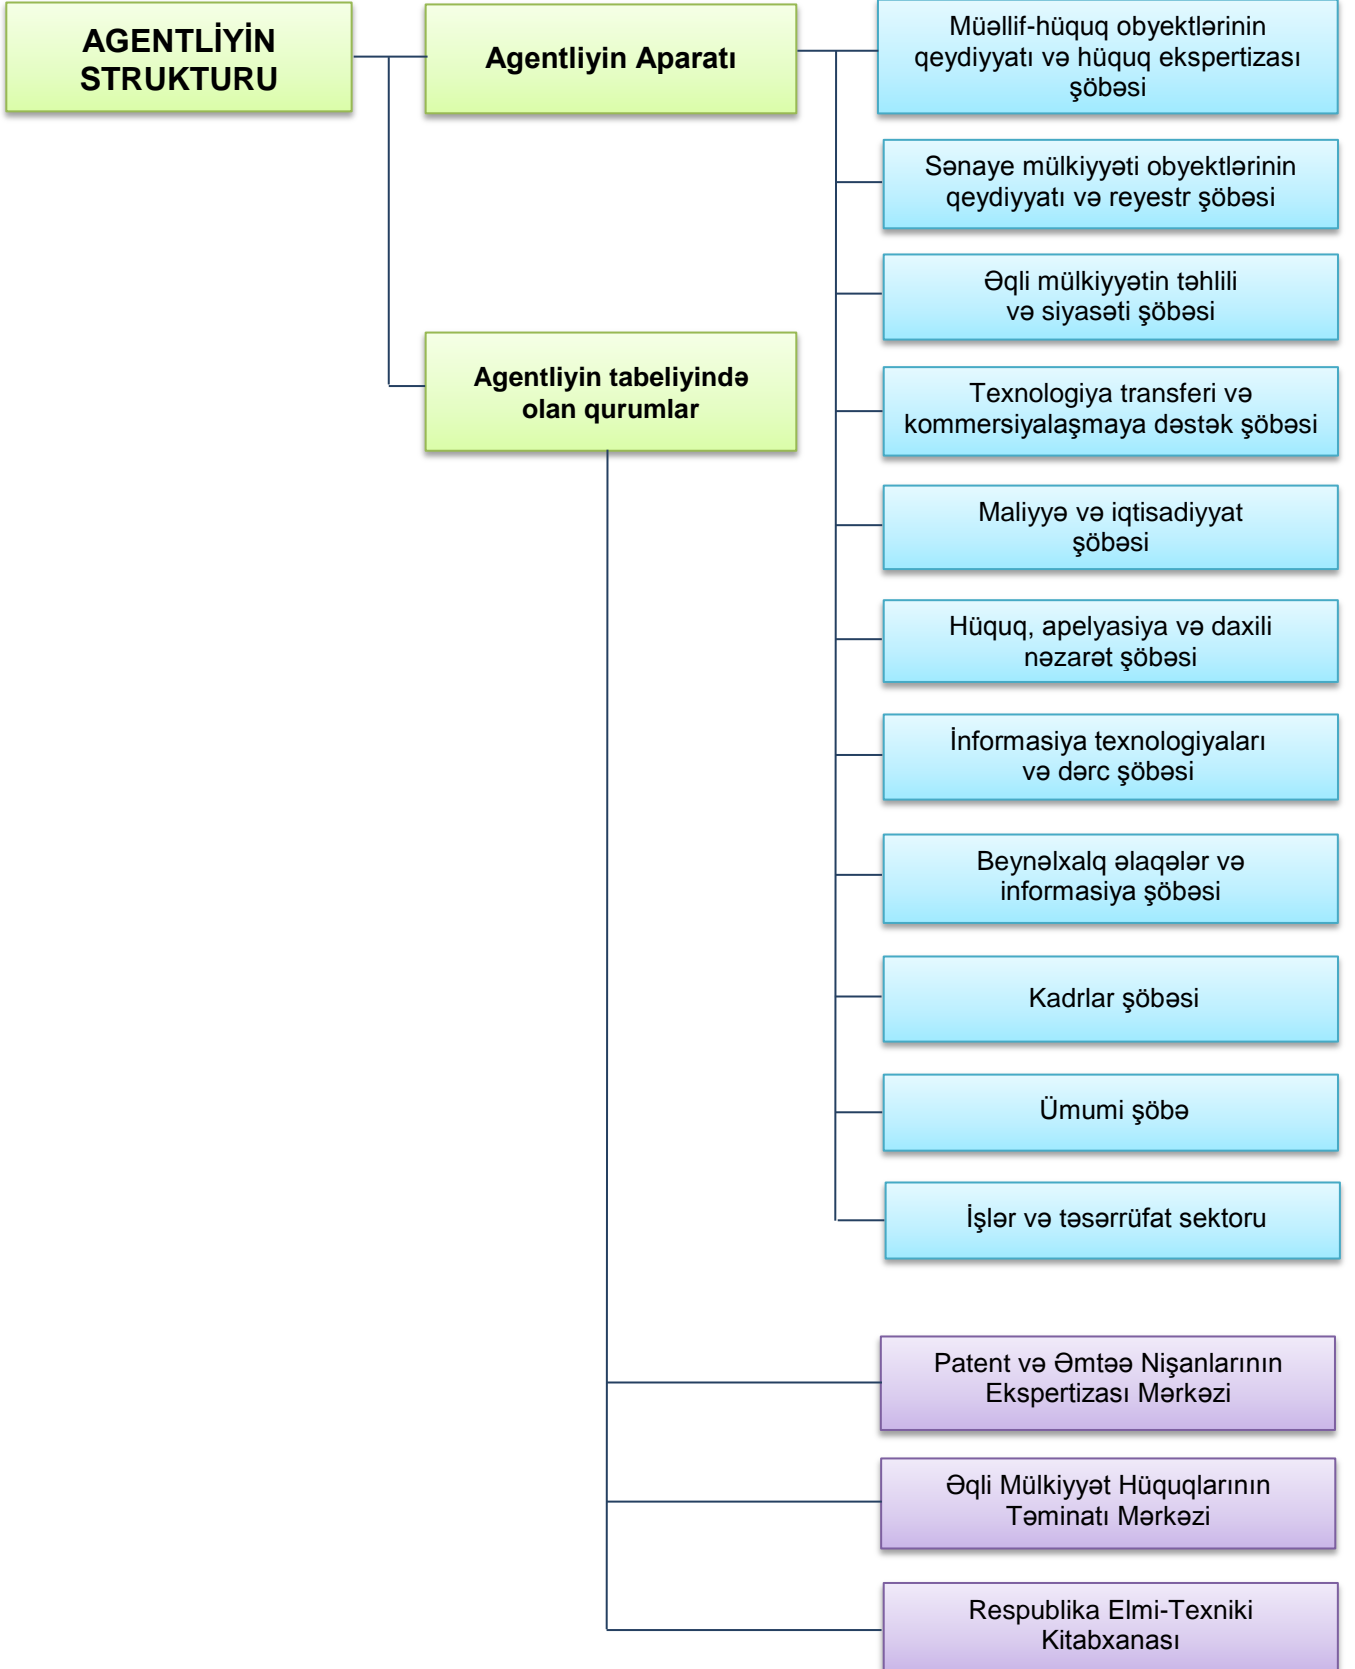 AGENTLİYİN
STRUKTURU
Agentliyin Aparatı
Müəllif-hüquq obyektlərinin
qeydiyyatı və hüquq ekspertizası
şöbəsi
Sənaye mülkiyyəti obyektlərinin
qeydiyyatı və reyestr şöbəsi
Əqli mülkiyyətin təhlili
və siyasəti şöbəsi
Agentliyin tabeliyində
olan qurumlar
Texnologiya transferi və
kommersiyalaşmaya dəstək şöbəsi
Maliyyə və iqtisadiyyat
şöbəsi
Hüquq, apelyasiya və daxili
nəzarət şöbəsi
İnformasiya texnologiyaları
və dərc şöbəsi
Beynəlxalq əlaqələr və
informasiya şöbəsi
Kadrlar şöbəsi
Ümumi şöbə
İşlər və təsərrüfat sektoru
Patent və Əmtəə Nişanlarının
Ekspertizası Mərkəzi
Əqli Mülkiyyət Hüquqlarının
Təminatı Mərkəzi
Respublika Elmi-Texniki
Kitabxanası